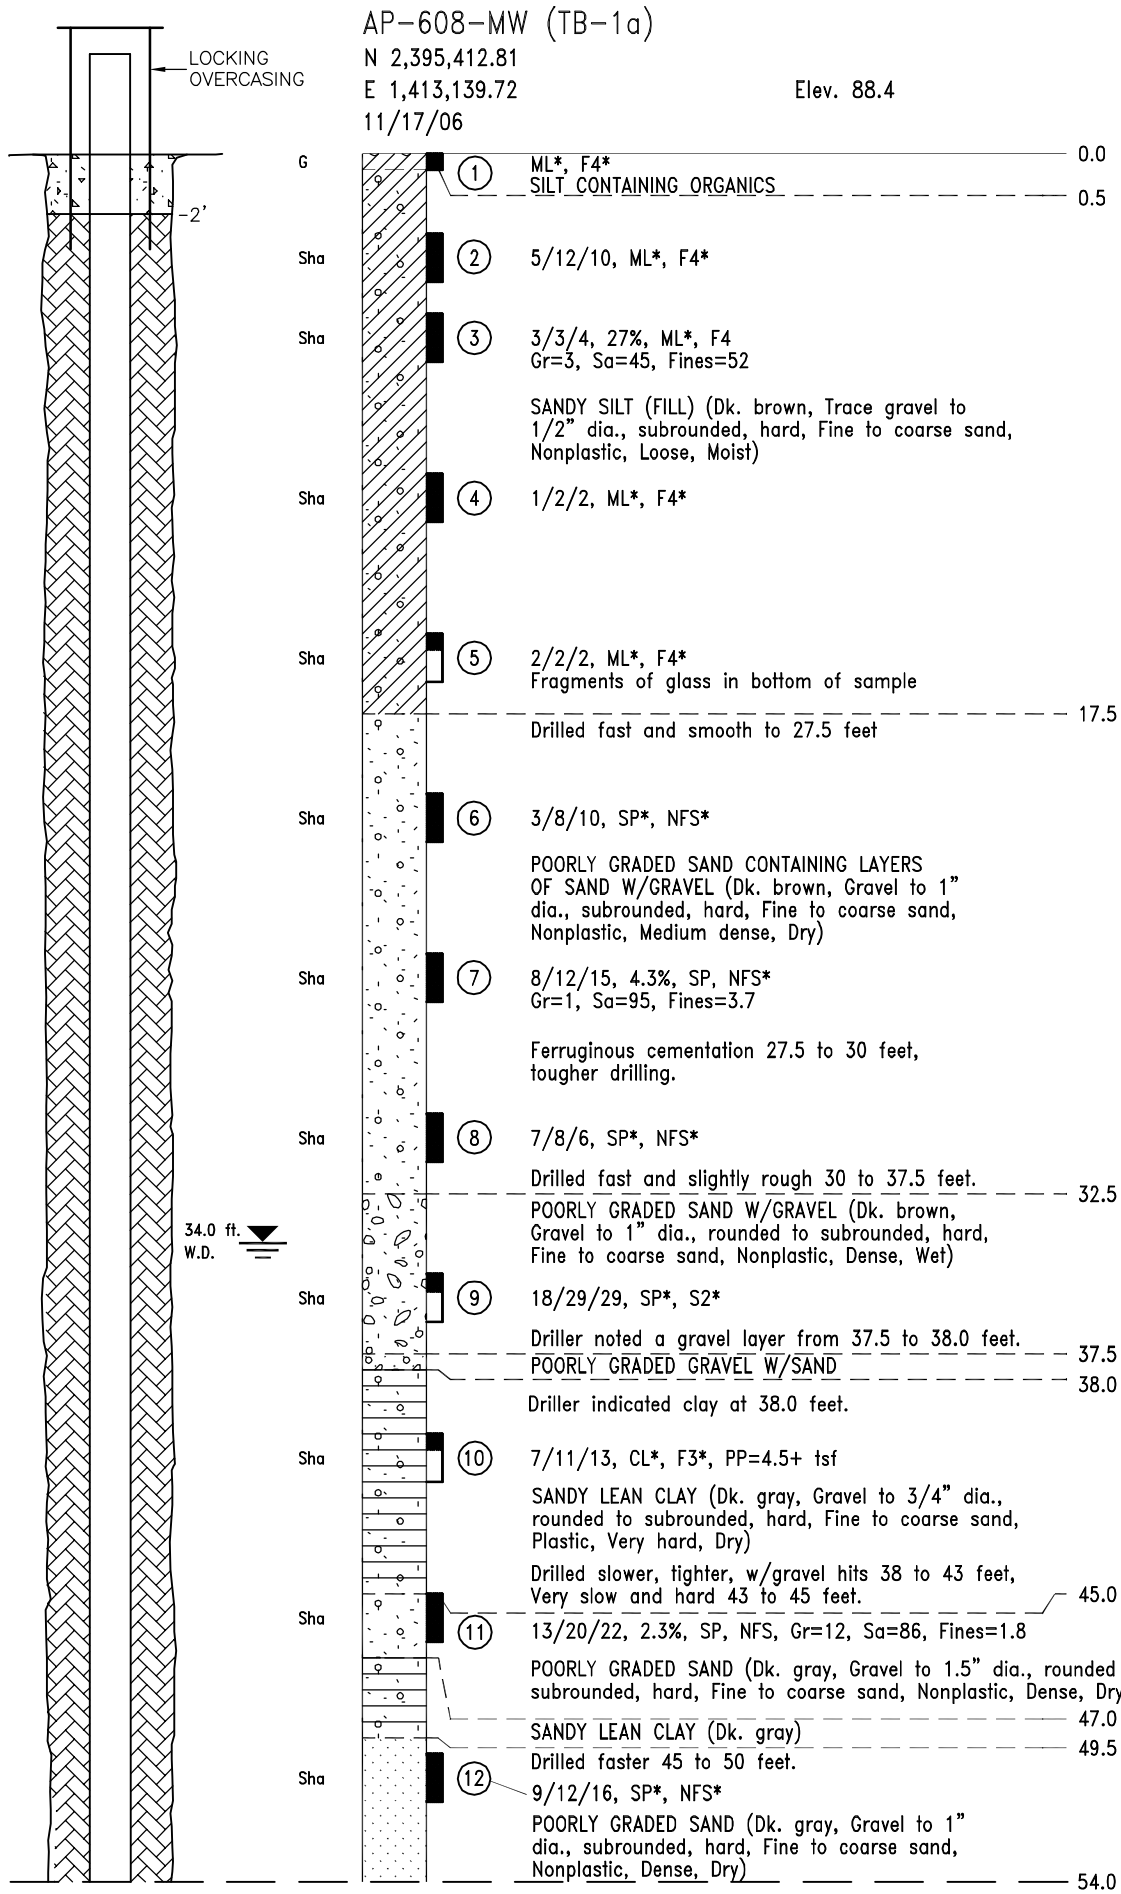 AP-608-MW (TB-1a)
N 2,395,412.81
E 1,413,139.72
Elev. 88.4
11/17/06
LOCKING
OVERCASING
-2'
G
1
ML*, F4*
SILT CONTAINING ORGANICS
0.0
0.5
Sha
2
5/12/10, ML*, F4*
Sha
3
3/3/4, 27%, ML*, F4
Gr=3, Sa=45, Fines=52
SANDY SILT (FILL) (Dk. brown, Trace gravel to
1/2" dia., subrounded, hard, Fine to coarse sand,
Nonplastic, Loose, Moist)
Sha
4
1/2/2, ML*, F4*
Sha
5
2/2/2, ML*, F4*
Fragments of glass in bottom of sample
17.5
Drilled fast and smooth to 27.5 feet
Sha
6
3/8/10, SP*, NFS*
POORLY GRADED SAND CONTAINING LAYERS
OF SAND W/GRAVEL (Dk. brown, Gravel to 1"
dia., subrounded, hard, Fine to coarse sand,
Nonplastic, Medium dense, Dry)
Sha
7
8/12/15, 4.3%, SP, NFS*
Gr=1, Sa=95, Fines=3.7
Ferruginous cementation 27.5 to 30 feet,
tougher drilling.
Sha
8
7/8/6, SP*, NFS*
Drilled fast and slightly rough 30 to 37.5 feet.
32.5
POORLY GRADED SAND W/GRAVEL (Dk. brown,
Gravel to 1" dia., rounded to subrounded, hard,
Fine to coarse sand, Nonplastic, Dense, Wet)
34.0 ft.
W.D.
Sha
9
18/29/29, SP*, S2*
Driller noted a gravel layer from 37.5 to 38.0 feet.
37.5
POORLY GRADED GRAVEL W/SAND
38.0
Driller indicated clay at 38.0 feet.
Sha
10
7/11/13, CL*, F3*, PP=4.5+ tsf
SANDY LEAN CLAY (Dk. gray, Gravel to 3/4" dia.,
rounded to subrounded, hard, Fine to coarse sand,
Plastic, Very hard, Dry)
Drilled slower, tighter, w/gravel hits 38 to 43 feet,
Very slow and hard 43 to 45 feet.
45.0
Sha
11
13/20/22, 2.3%, SP, NFS, Gr=12, Sa=86, Fines=1.8
POORLY GRADED SAND (Dk. gray, Gravel to 1.5" dia., rounded
subrounded, hard, Fine to coarse sand, Nonplastic, Dense, Dry
47.0
SANDY LEAN CLAY (Dk. gray)
49.5
Drilled faster 45 to 50 feet.
Sha
12
9/12/16, SP*, NFS*
POORLY GRADED SAND (Dk. gray, Gravel to 1"
dia., subrounded, hard, Fine to coarse sand,
Nonplastic, Dense, Dry)
54.0